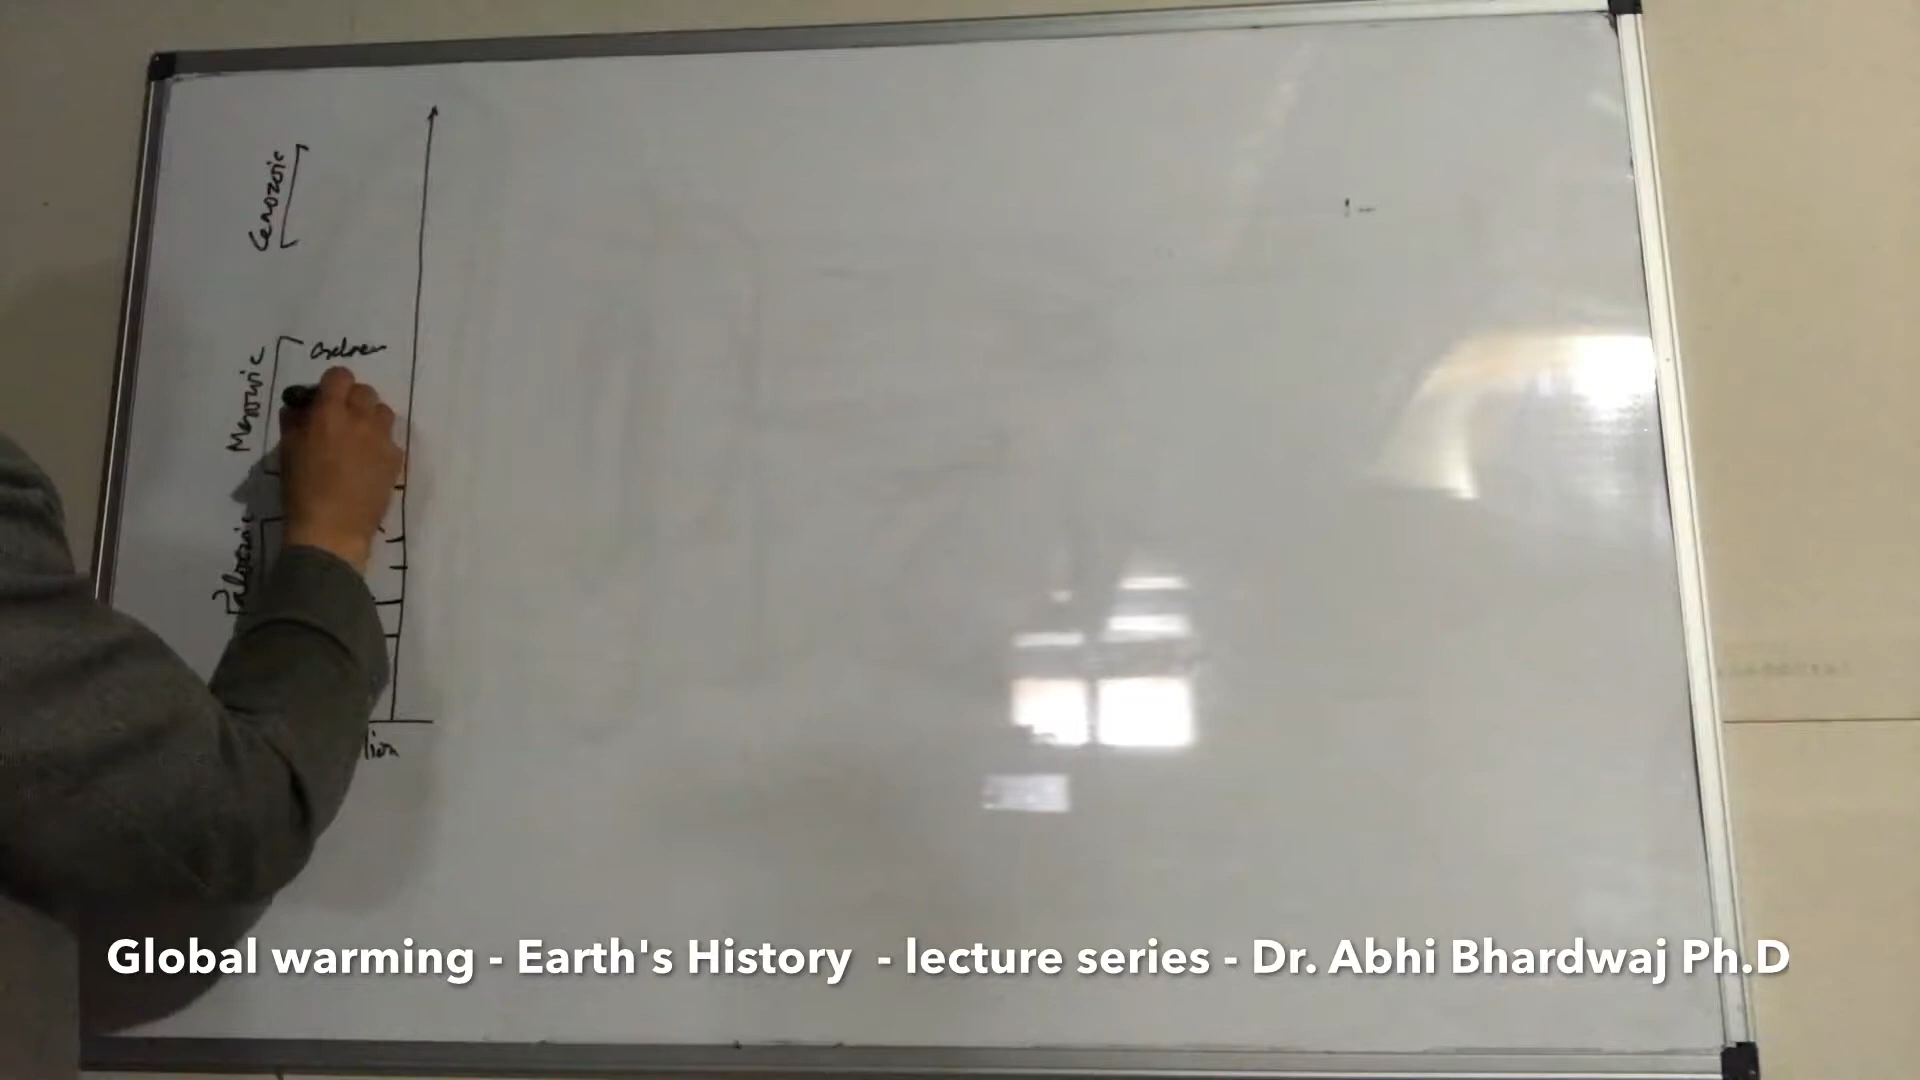 Cenozoic
Mesozoic
Paleozoic
Global warming - Earth's History - lecture series - Dr. Abhi Bhardwaj Ph.D